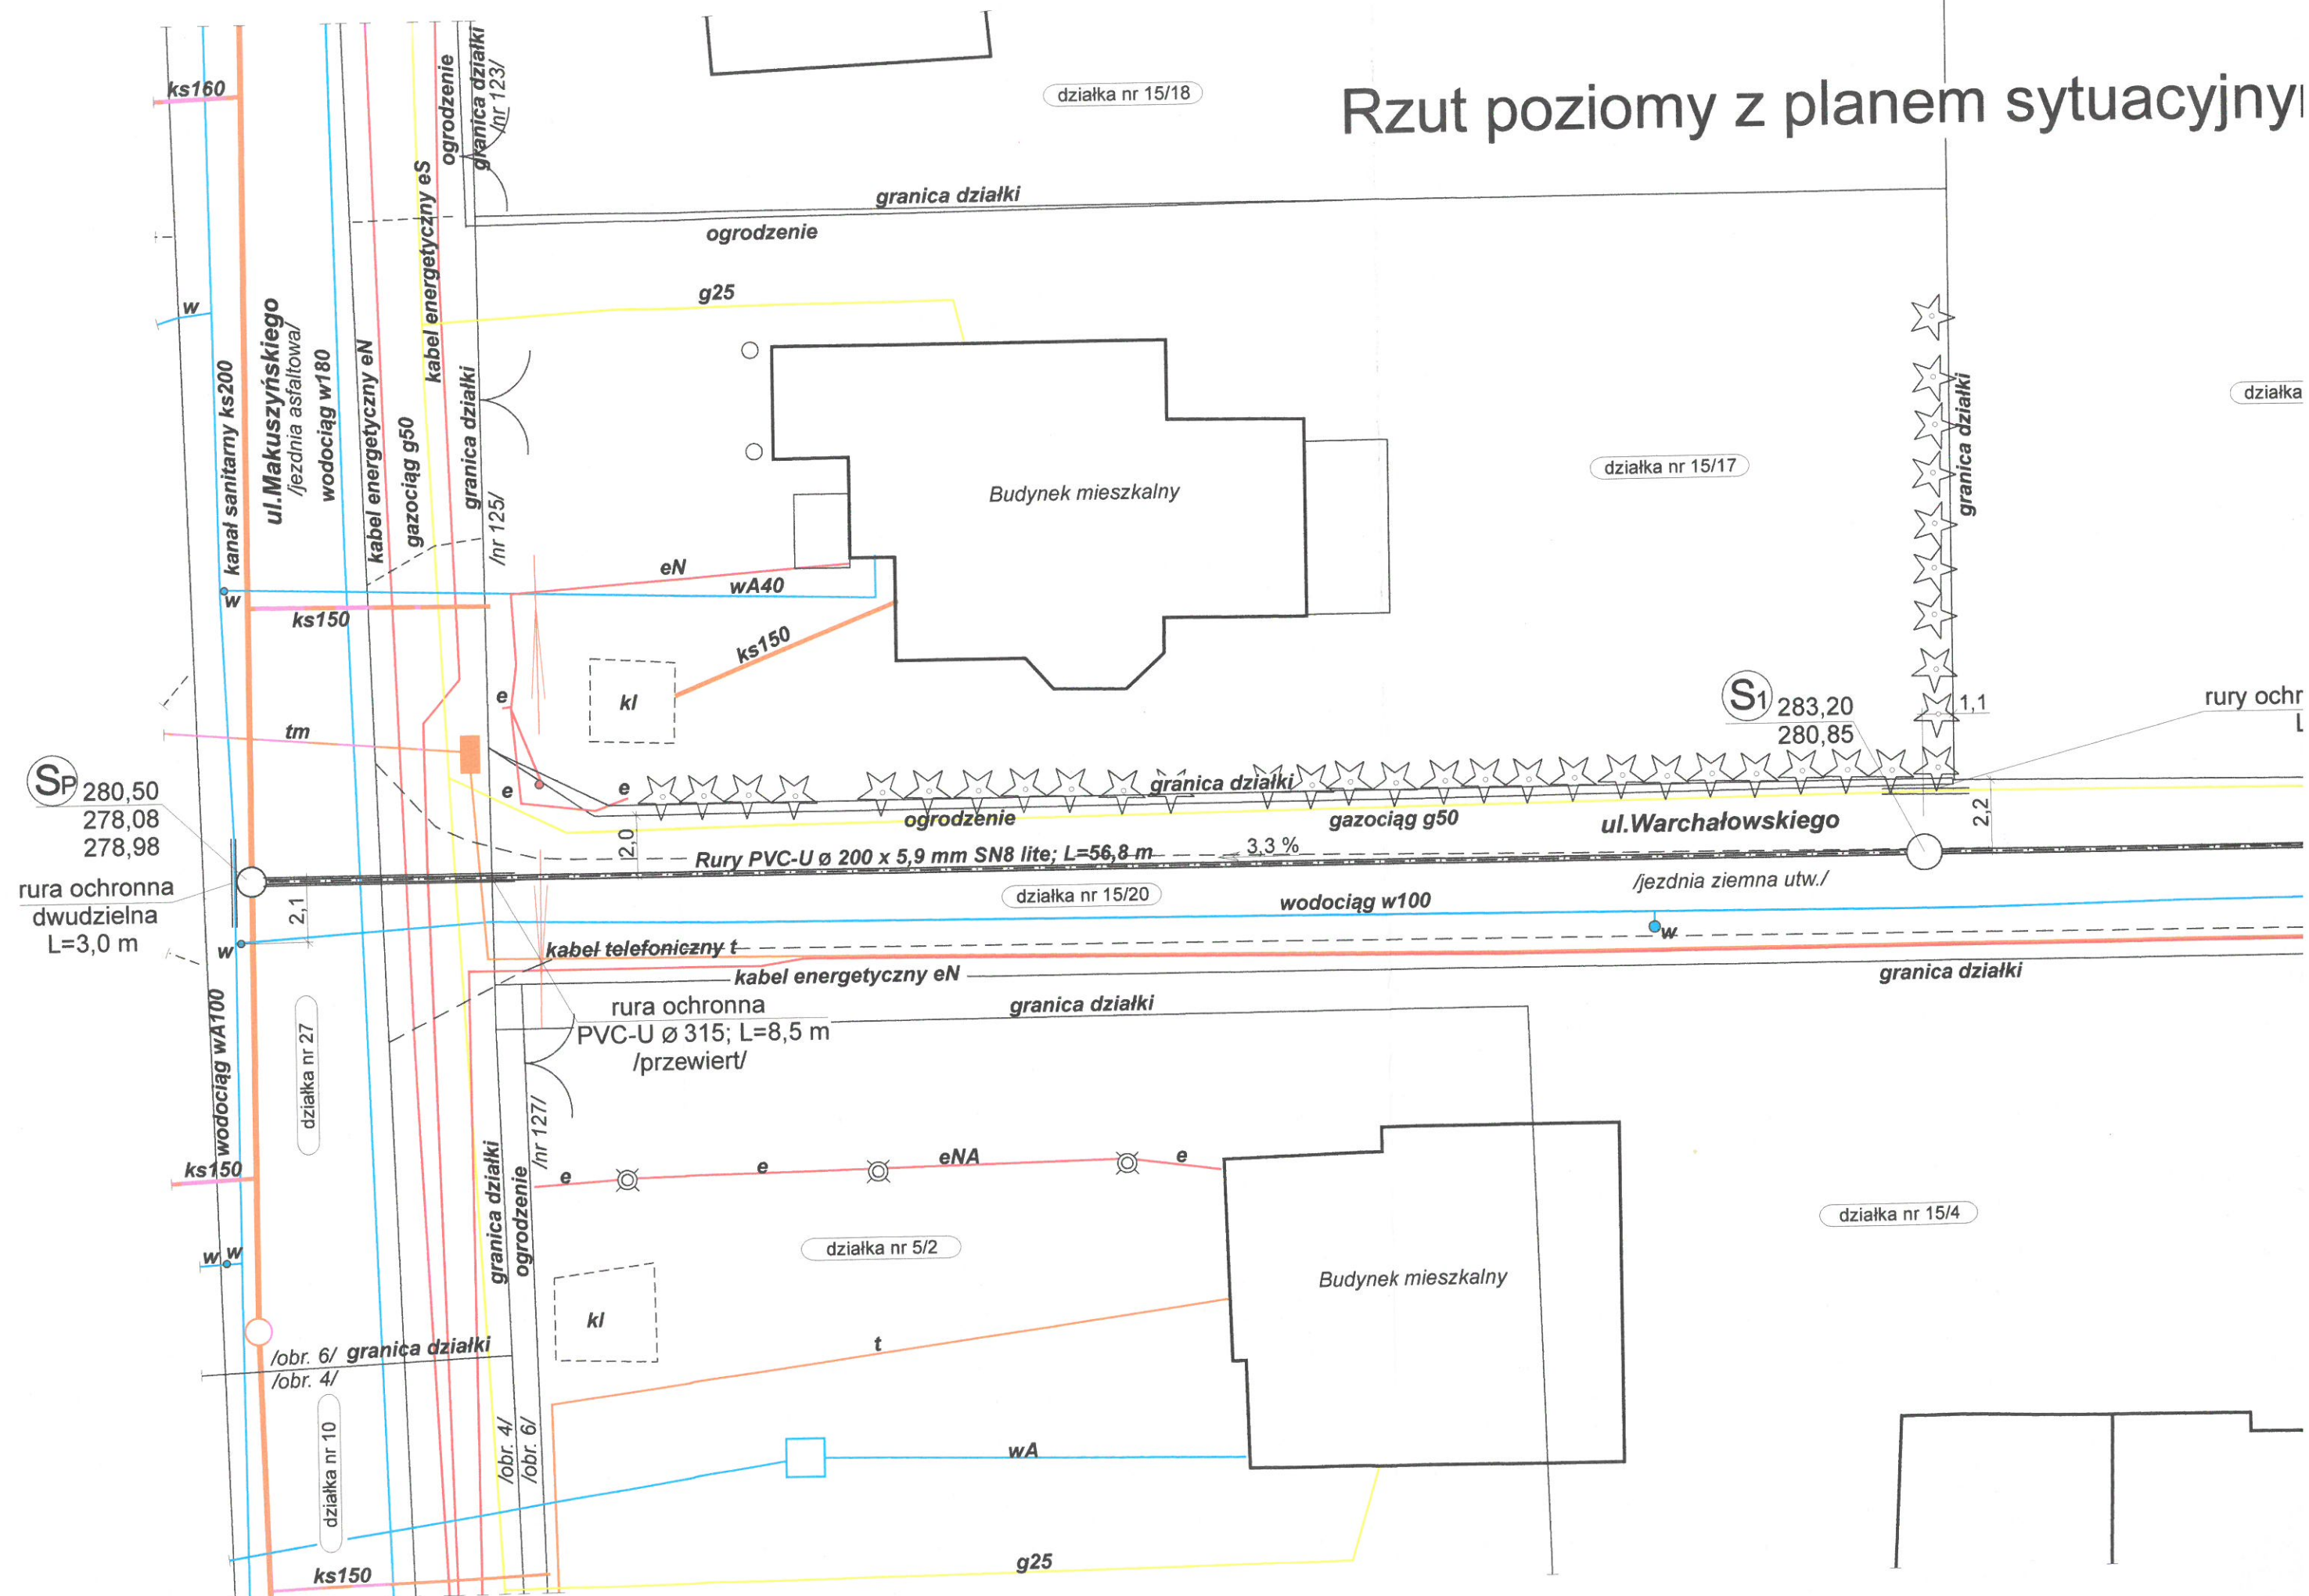 ks160
ogrodzenie
granica działki
/nr 123/
działka nr 15/18
Rzut poziomy z planem sytuacyjny
kabel energetyczny eS
granica działki
ogrodzenie
w
g25
ul.Makuszyńskiego
/jezdnia asfaltowa/
wodociąg w180
kanał sanitarny ks200
kabel energetyczny eN
gazociąg g50
granica działki
/nr 125/
działka
granica działki
działka nr 15/17
Budynek mieszkalny
eN
wA40
w
ks150
ks150
kl
e
tm
S1 283,20
280,85
1,1
rury ochr
L
SP 280,50
278,08
278,98
e
e
granica działki
ogrodzenie
gazociąg g50
ul.Warchałowskiego
2,2
2,0
Rury PVC-U ø 200 x 5,9 mm SN8 lite; L=56,8 m
3,3 %
rura ochronna
dwudzielna
L=3,0 m
2,1
działka nr 15/20
/jezdnia ziemna utw./
wodociąg w100
w
w
kabel telefoniczny t
kabel energetyczny eN
granica działki
granica działki
rura ochronna
PVC-U ø 315; L=8,5 m
/przewiert/
wodociąg wA100
działka nr 27
/nr 127/
granica działki
ogrodzenie
ks150
e
e
eNA
e
działka nr 15/4
działka nr 5/2
w
w
Budynek mieszkalny
kl
t
/obr. 6/ granica działki
/obr. 4/
działka nr 10
/obr. 4/
/obr. 6/
wA
g25
ks150